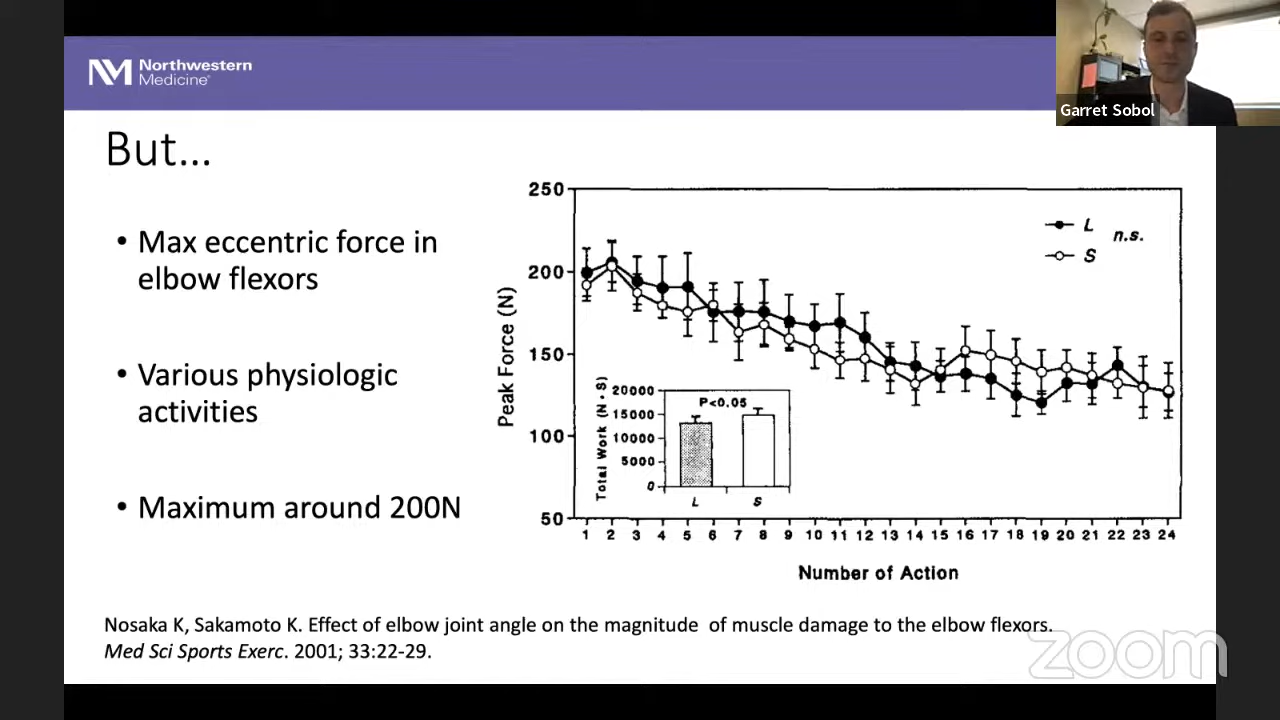 Northwestern
Medicine®
Garret Sobol
But...
• Max eccentric force in
elbow flexors
• Various physiologic
activities
• Maximum around 200N
250
200
150
100
50
Peak Force (N)
L
S
n.s.
20000
15000
10000
5000
0
Total Work (N•S)
P<0.05
L
S
1 2 3 4 5 6 7 8 9 10 11 12 13 14 15 16 17 18 19 20 21 22 23 24
Number of Action
Nosaka K, Sakamoto K. Effect of elbow joint angle on the magnitude of muscle damage to the elbow flexors.
Med Sci Sports Exerc. 2001; 33:22-29.
zoom